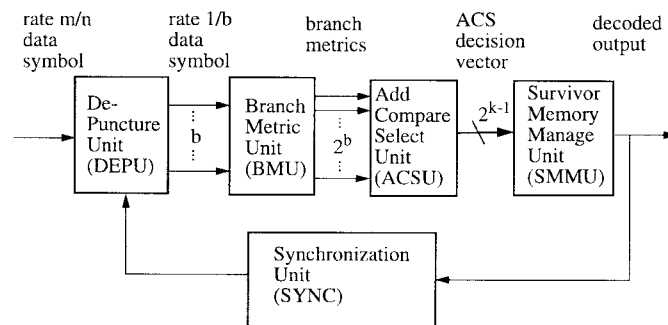 rate m/n
data
symbol
rate 1/b
data
symbol
branch
metrics
ACS
decision
vector
decoded
output
De-
Puncture
Unit
(DEPU)
b
Branch
Metric
Unit
(BMU)
2^b
Add
Compare
Select
Unit
(ACSU)
2^k-1
Survivor
Memory
Manage
Unit
(SMMU)
Synchronization
Unit
(SYNC)